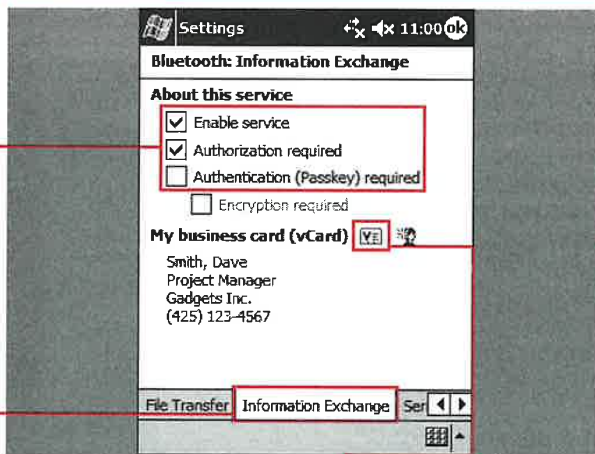 Settings 11:00 ok
Bluetooth: Information Exchange
About this service
Enable service
Authorization required
Authentication (Passkey) required
Encryption required
My business card (vCard)
Smith, Dave
Project Manager
Gadgets Inc.
(425) 123-4567
File Transfer Information Exchange Ser